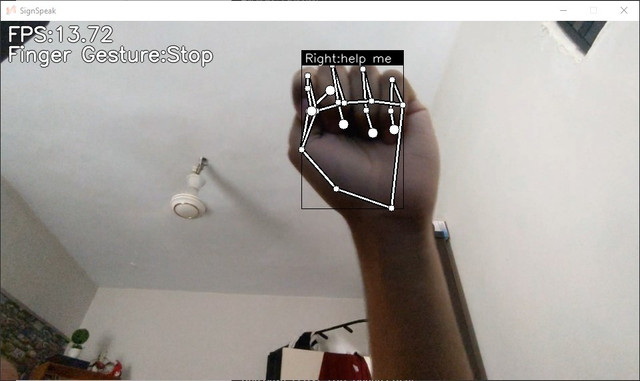 SignSpeak
FPS:13.72
Finger Gesture:Stop
Right:help me